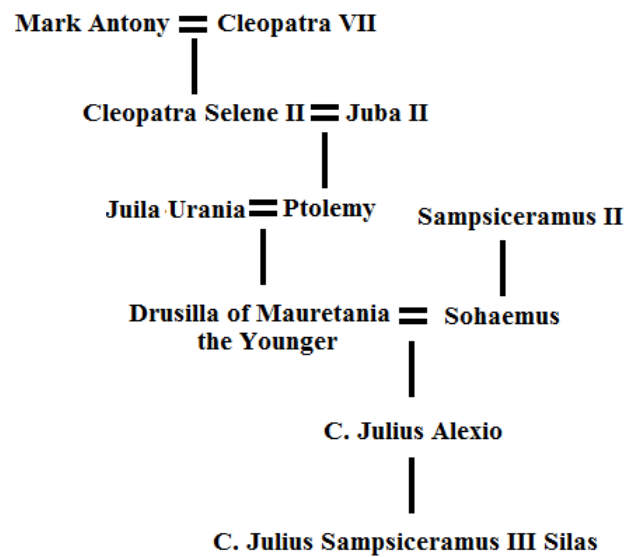 Mark Antony = Cleopatra VII
Cleopatra Selene II = Juba II
Juila Urania = Ptolemy
Sampsiceramus II
Drusilla of Mauretania = Sohaemus
the Younger
C. Julius Alexio
C. Julius Sampsiceramus III Silas